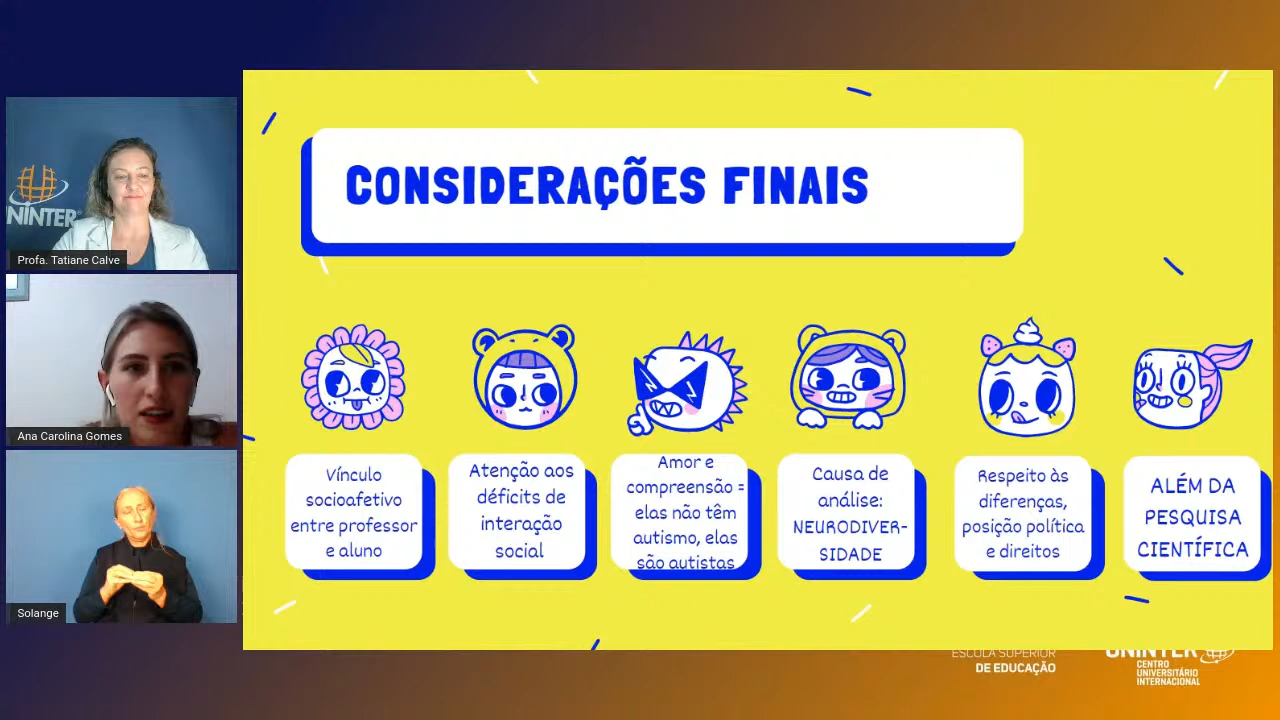 UNINTER
Profa. Tatiane Calve
Ana Carolina Gomes
Solange
CONSIDERAÇÕES FINAIS
Vínculo
socioafetivo
entre professor
e aluno
Atenção aos
déficits de
interação
social
Amor e
compreensão =
elas não têm
autismo, elas
são autistas
Causa de
análise:
NEURODIVER-
SIDADE
Respeito às
diferenças,
posição política
e direitos
ALÉM DA
PESQUISA
CIENTÍFICA
ESCOLA SUPERIOR
DE EDUCAÇÃO
UNINTER
CENTRO
UNIVERSITÁRIO
INTERNACIONAL